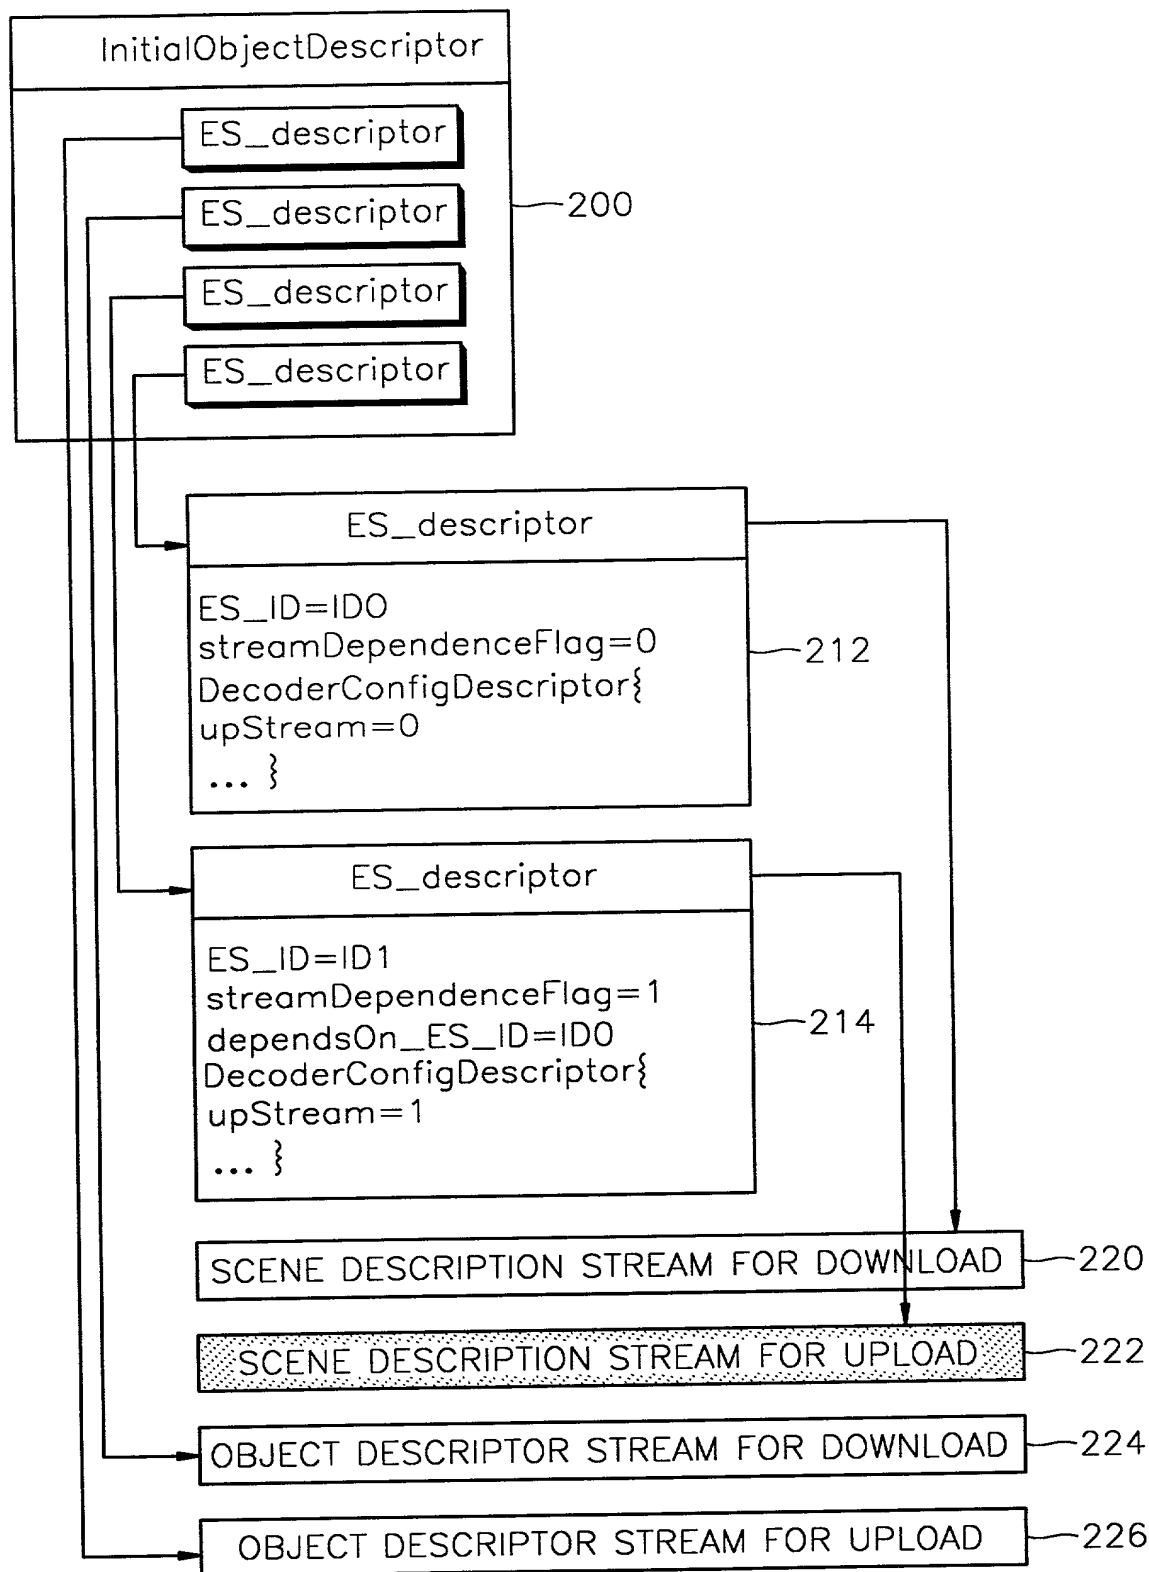 InitialObjectDescriptor
ES_descriptor
ES_descriptor
200
ES_descriptor
ES_descriptor
ES_descriptor
ES_ID=ID0
streamDependenceFlag=0
212
DecoderConfigDescriptor{
upStream=0
... }
ES_descriptor
ES_ID=ID1
streamDependenceFlag=1
214
dependsOn_ES_ID=ID0
DecoderConfigDescriptor{
upStream=1
... }
SCENE DESCRIPTION STREAM FOR DOWNLOAD
220
SCENE DESCRIPTION STREAM FOR UPLOAD
222
OBJECT DESCRIPTOR STREAM FOR DOWNLOAD
224
OBJECT DESCRIPTOR STREAM FOR UPLOAD
226